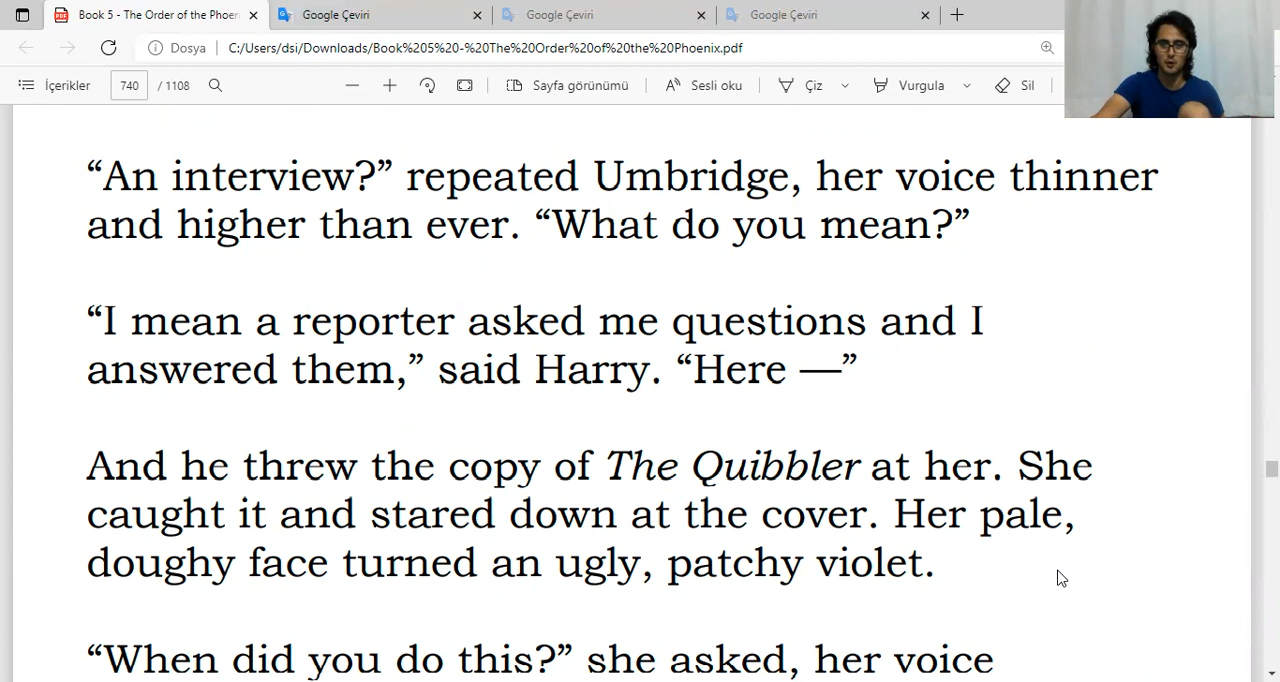 Book 5 - The Order of the Phoen
Google Çeviri
Google Çeviri
Google Çeviri
Dosya
C:/Users/dsi/Downloads/Book%205%20-%20The%20Order%20of%20the%20Phoenix.pdf
İçerikler
740 / 1108
Sayfa görünümü
Sesli oku
Çiz
Vurgula
Sil
“An interview?” repeated Umbridge, her voice thinner
and higher than ever. “What do you mean?”
“I mean a reporter asked me questions and I
answered them,” said Harry. “Here —”
And he threw the copy of The Quibbler at her. She
caught it and stared down at the cover. Her pale,
doughy face turned an ugly, patchy violet.
“When did you do this?” she asked, her voice